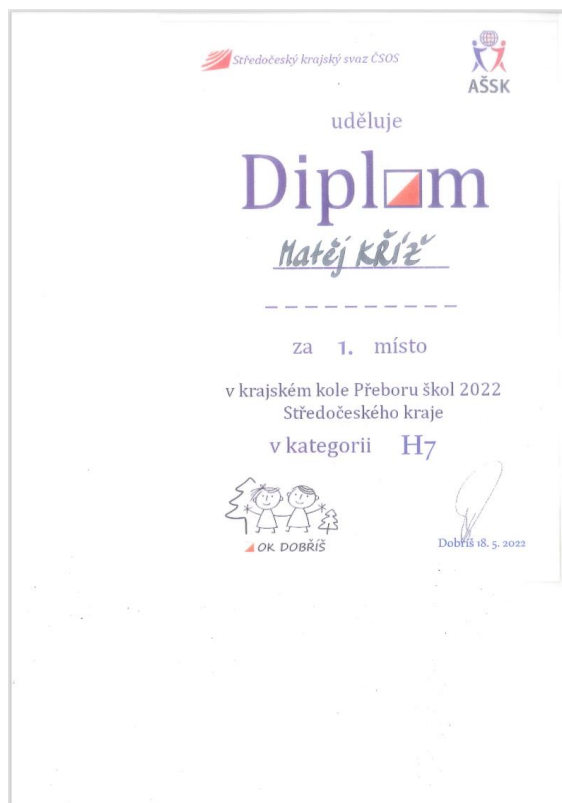 Středočeský krajský svaz ČSOS
AŠSK
uděluje
Diplom
Matěj KŘÍŽ
za 1. místo
v krajském kole Přeboru škol 2022
Středočeského kraje
v kategorii H7
OK DOBŘÍŠ
Dobříš 18. 5. 2022